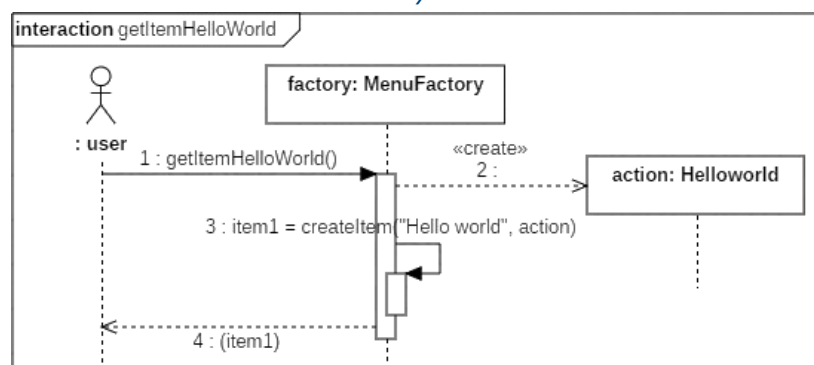 interaction getItemHelloWorld
factory: MenuFactory
: user
1 : getItemHelloWorld()
«create»
2 :
action: Helloworld
3 : item1 = createItem("Hello world", action)
4 : (item1)